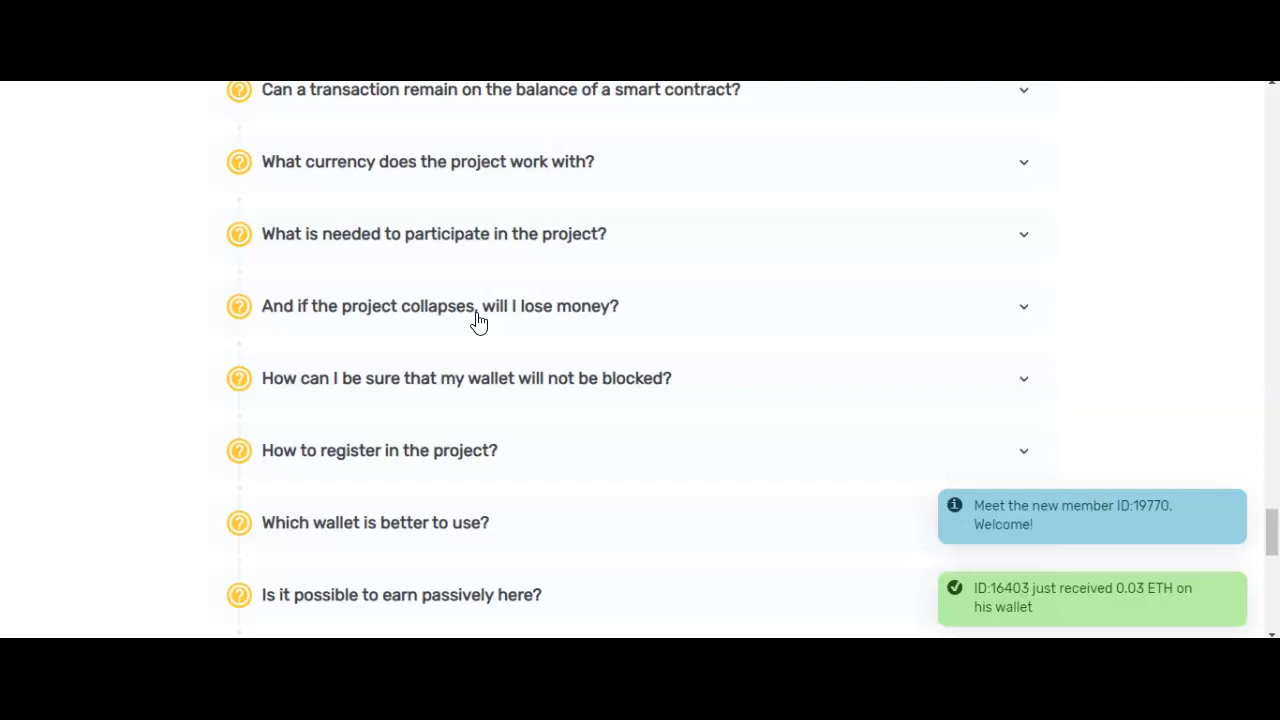 Can a transaction remain on the balance of a smart contract?
What currency does the project work with?
What is needed to participate in the project?
And if the project collapses, will I lose money?
How can I be sure that my wallet will not be blocked?
How to register in the project?
Which wallet is better to use?
Meet the new member ID:19770.
Welcome!
Is it possible to earn passively here?
ID:16403 just received 0.03 ETH on
his wallet